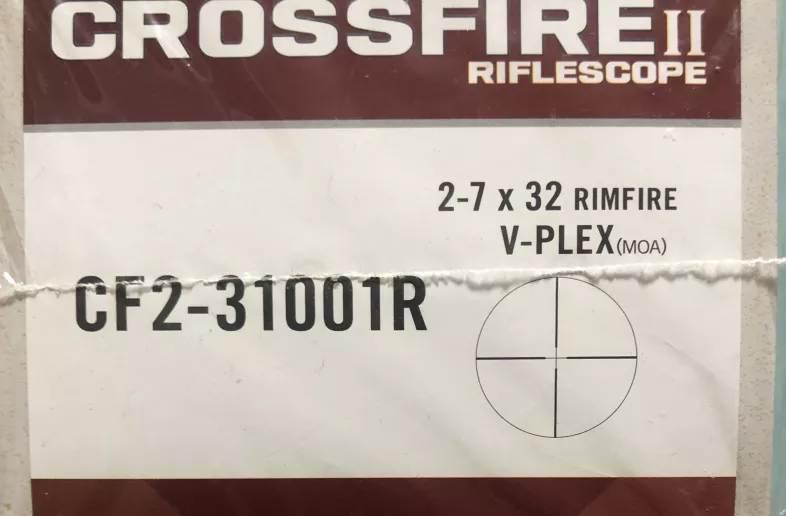 CROSSFIRE II
RIFLESCOPE
2-7 x 32 RIMFIRE
V-PLEX(MOA)
CF2-31001R